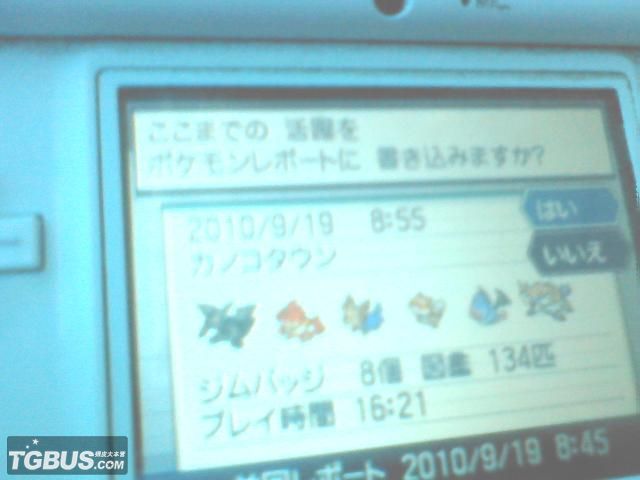 ここまでの 活躍を
ポケモンレポートに 書き込みますか?
はい
いいえ
2010/9/19 8:55
カノコタウン
ジムバッジ 8個 図鑑 134匹
プレイ時間 16:21
前回レポート 2010/9/19 8:45
TGBUS.COM